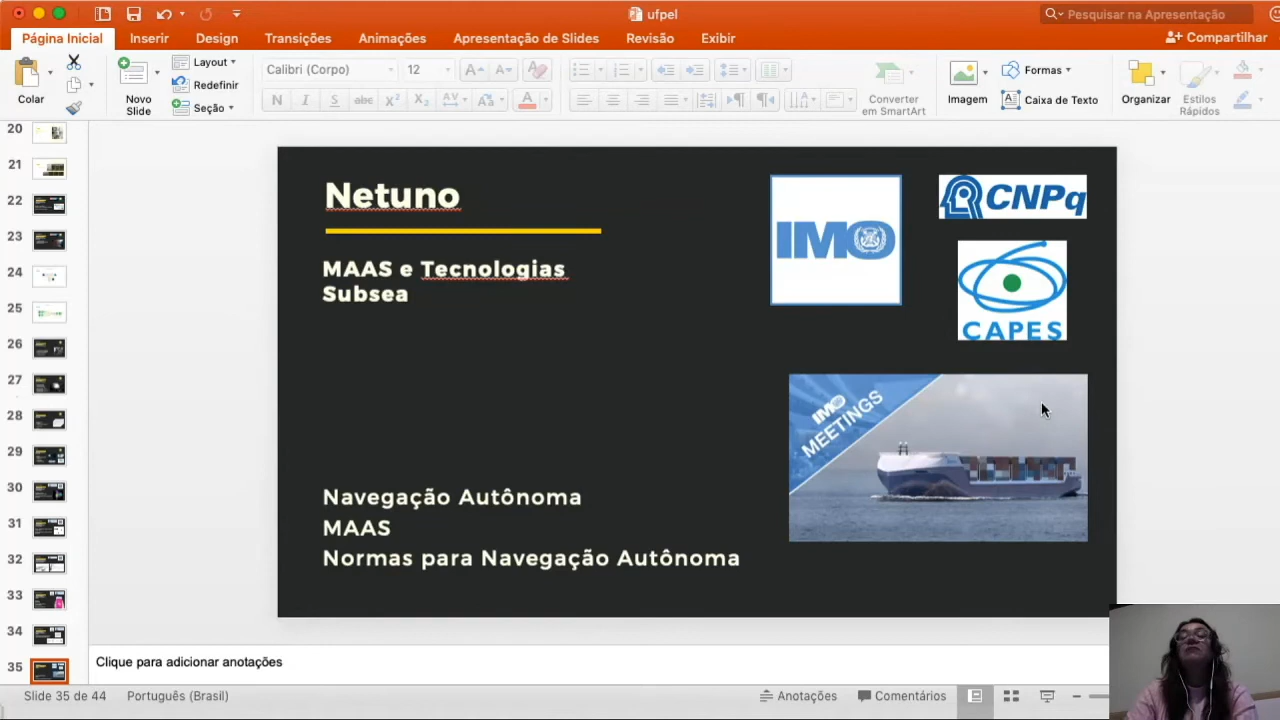 ufpel
Pesquisar na Apresentação
Página Inicial
Inserir
Design
Transições
Animações
Apresentação de Slides
Revisão
Exibir
Compartilhar
Colar
Novo
Slide
Layout
Redefinir
Seção
Calibri (Corpo)
12
N
I
S
abc
X²
X₂
Converter
em SmartArt
Imagem
Formas
Caixa de Texto
Organizar
Estilos
Rápidos
20
21
22
23
24
25
26
27
28
29
30
31
32
33
34
35
Netuno
MAAS e Tecnologias
Subsea
IMO
CNPq
CAPES
IMO
MEETINGS
Navegação Autônoma
MAAS
Normas para Navegação Autônoma
Clique para adicionar anotações
Slide 35 de 44
Português (Brasil)
Anotações
Comentários